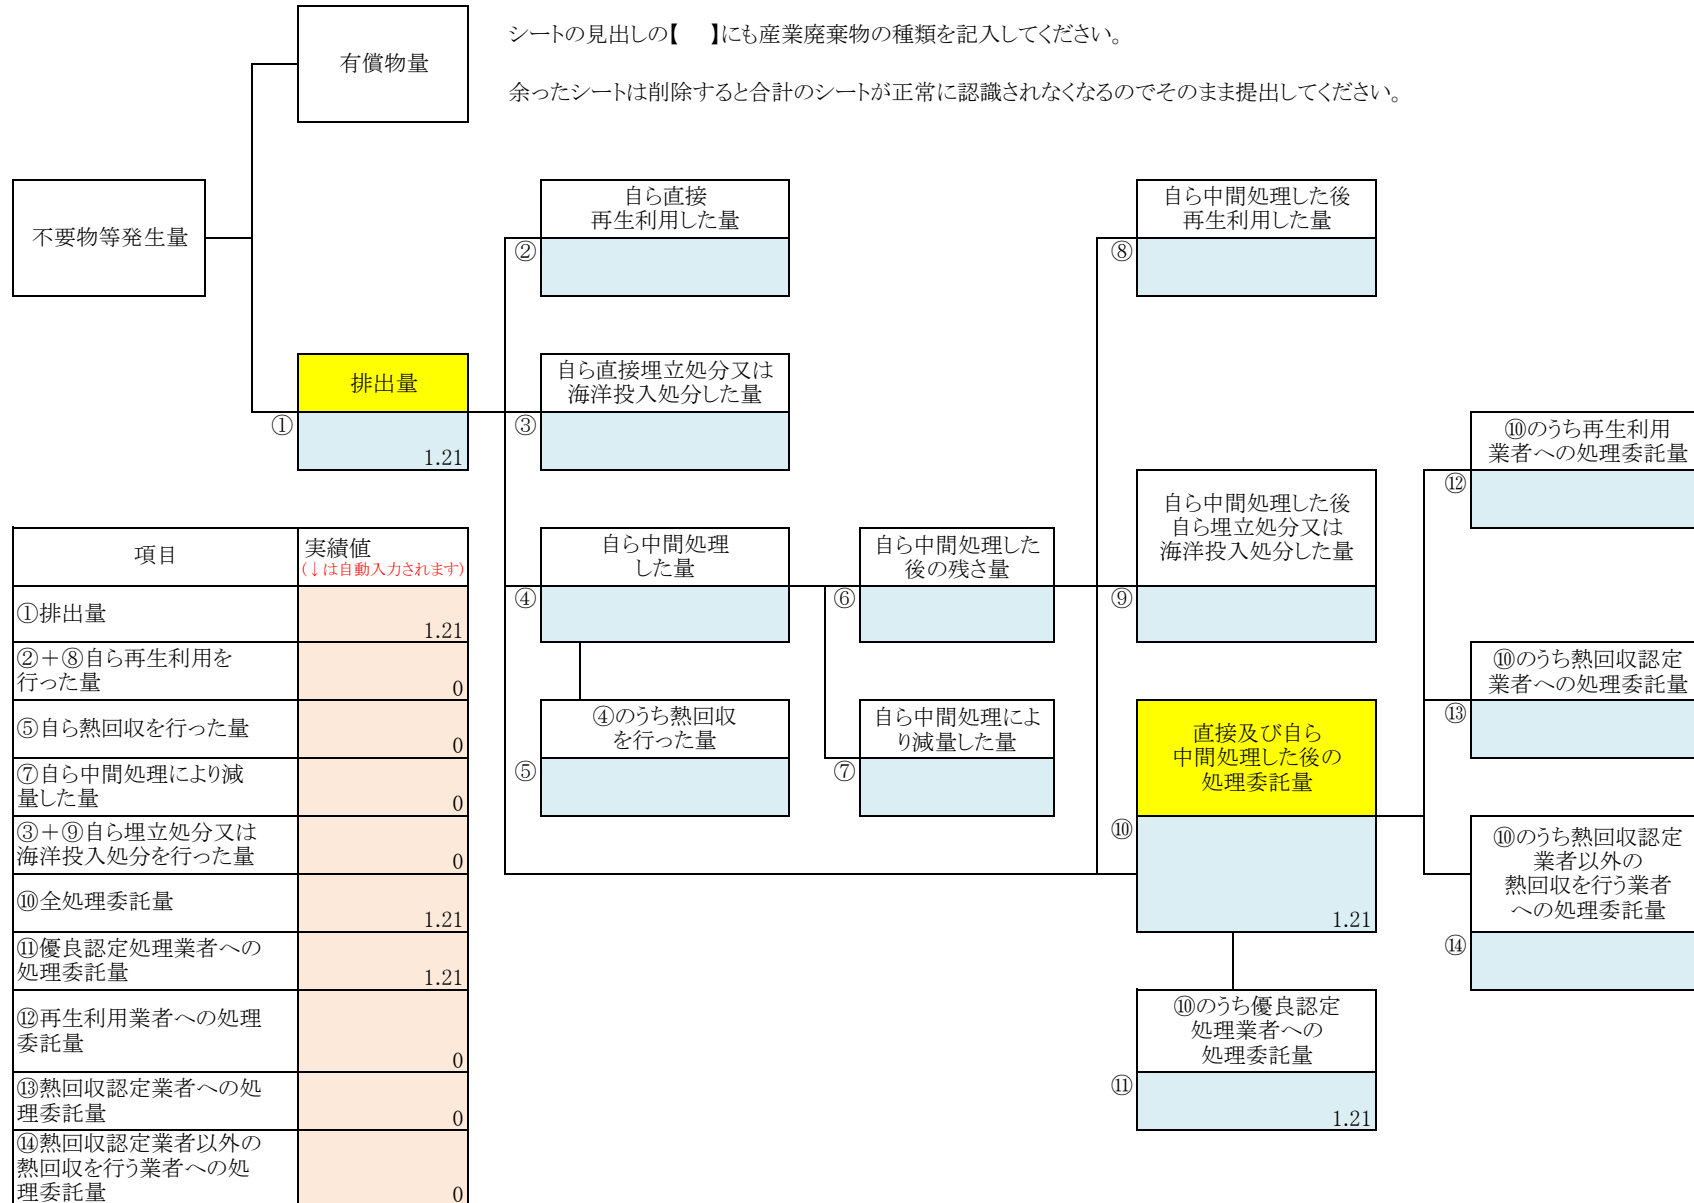 シートの見出しの【　】にも産業廃棄物の種類を記入してください。
余ったシートは削除すると合計のシートが正常に認識されなくなるのでそのまま提出してください。
有償物量
不要物等発生量
排出量
①
1.21
自ら直接
再生利用した量
②
自ら直接埋立処分又は
海洋投入処分した量
③
自ら中間処理
した量
④
④のうち熱回収
を行った量
⑤
自ら中間処理した
後の残さ量
⑥
自ら中間処理によ
り減量した量
⑦
自ら中間処理した後
再生利用した量
⑧
自ら中間処理した後
自ら埋立処分又は
海洋投入処分した量
⑨
直接及び自ら
中間処理した後の
処理委託量
⑩
1.21
⑩のうち優良認定
処理業者への
処理委託量
⑪
1.21
⑩のうち再生利用
業者への処理委託量
⑫
⑩のうち熱回収認定
業者への処理委託量
⑬
⑩のうち熱回収認定
業者以外の
熱回収を行う業者
への処理委託量
⑭
項目
実績値
(↓は自動入力されます)
①排出量
1.21
②＋⑧自ら再生利用を
行った量
0
⑤自ら熱回収を行った量
0
⑦自ら中間処理により減
量した量
0
③＋⑨自ら埋立処分又は
海洋投入処分を行った量
0
⑩全処理委託量
1.21
⑪優良認定処理業者への
処理委託量
1.21
⑫再生利用業者への処理
委託量
0
⑬熱回収認定業者への処
理委託量
0
⑭熱回収認定業者以外の
熱回収を行う業者への処
理委託量
0